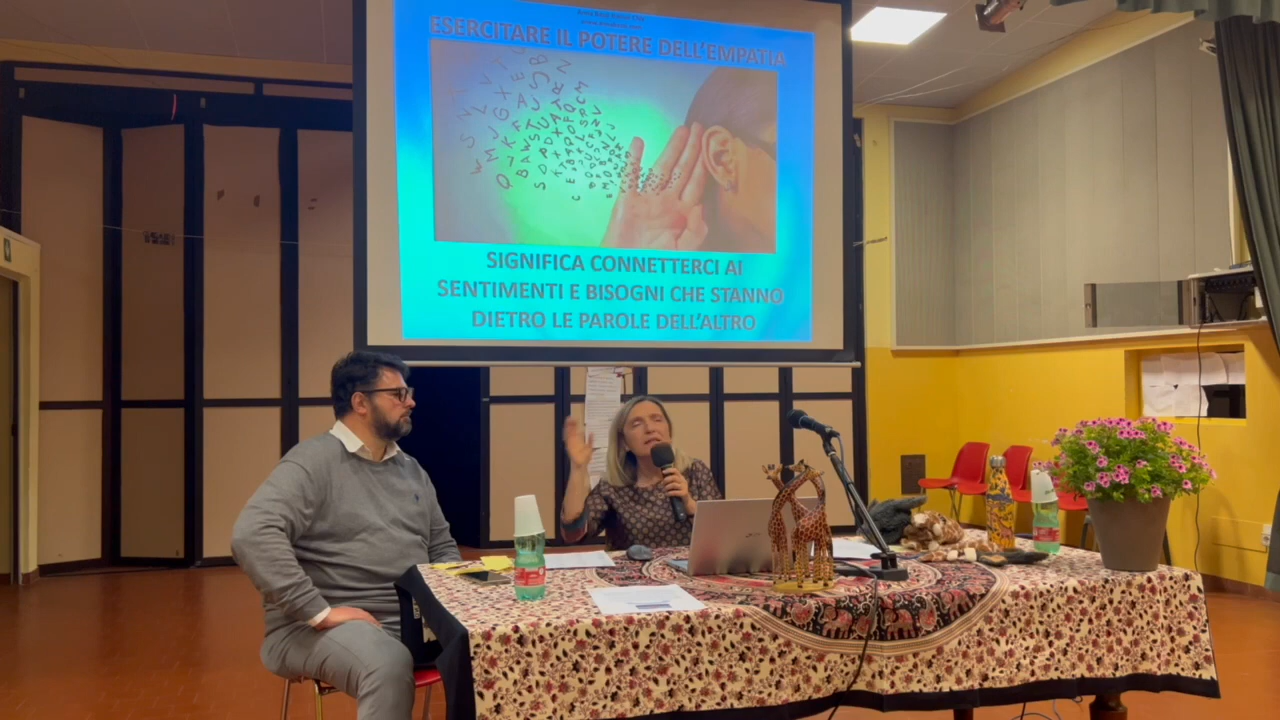 ESERCITARE IL POTERE DELL'EMPATIA
SIGNIFICA CONNETTERCI AI
SENTIMENTI E BISOGNI CHE STANNO
DIETRO LE PAROLE DELL'ALTRO